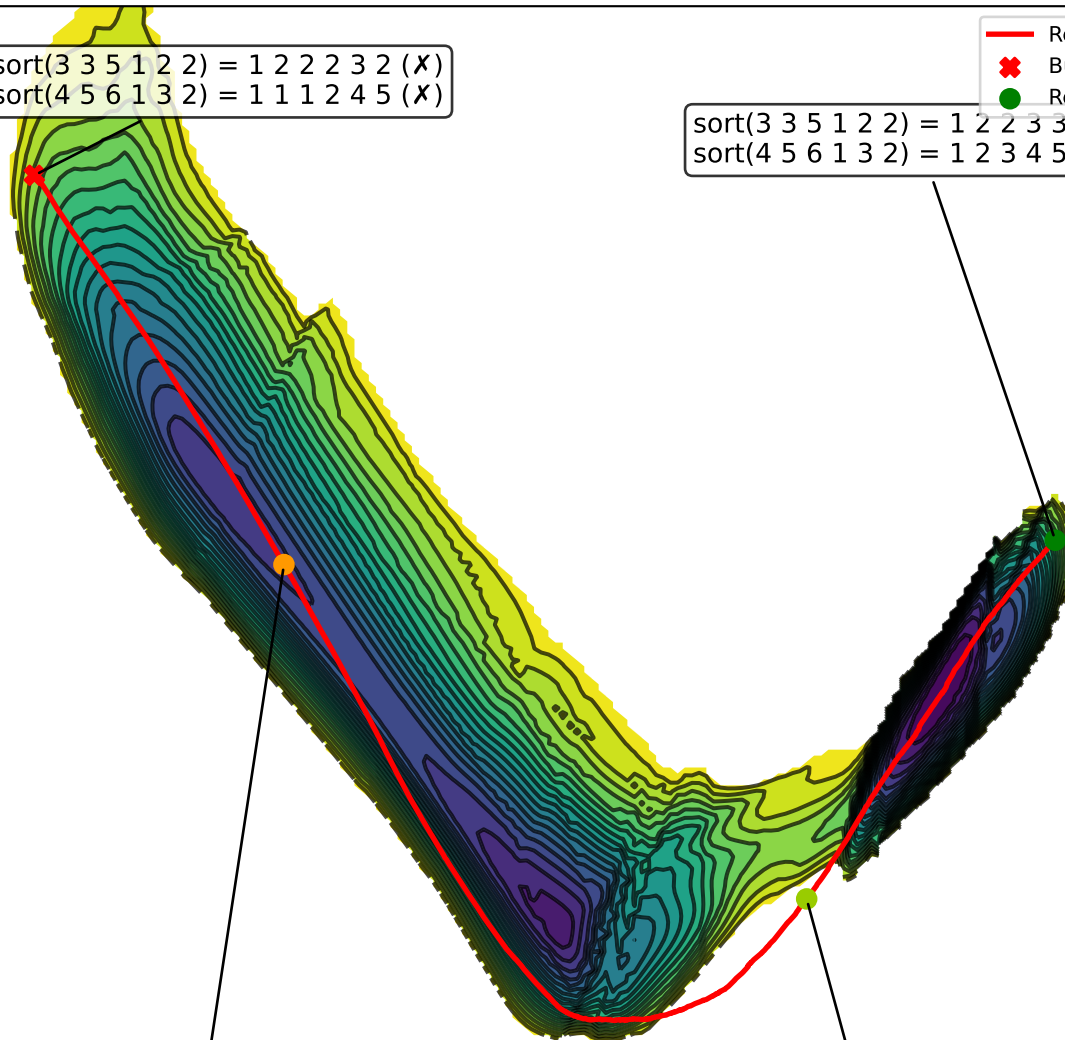 sort(3 3 5 1 2 2) = 1 2 2 2 3 2 (✗)
sort(4 5 6 1 3 2) = 1 1 1 2 4 5 (✗)
sort(3 3 5 1 2 2) = 1 2 2 3 3
sort(4 5 6 1 3 2) = 1 2 3 4 5